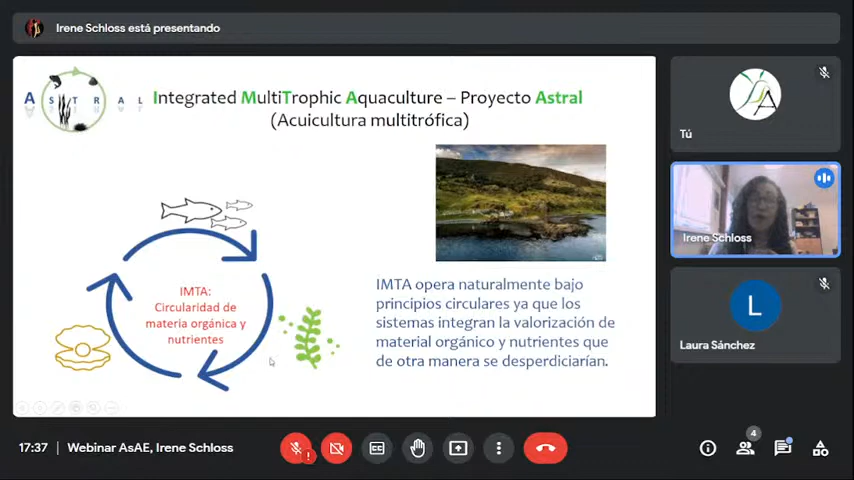 Irene Schloss está presentando
A S T R A L
Integrated MultiTrophic Aquaculture – Proyecto Astral
(Acuicultura multitrófica)
IMTA:
Circularidad de
materia orgánica y
nutrientes
IMTA opera naturalmente bajo
principios circulares ya que los
sistemas integran la valorización de
material orgánico y nutrientes que
de otra manera se desperdiciarían.
A
Tú
Irene Schloss
L
Laura Sánchez
17:37 | Webinar AsAE, Irene Schloss
4